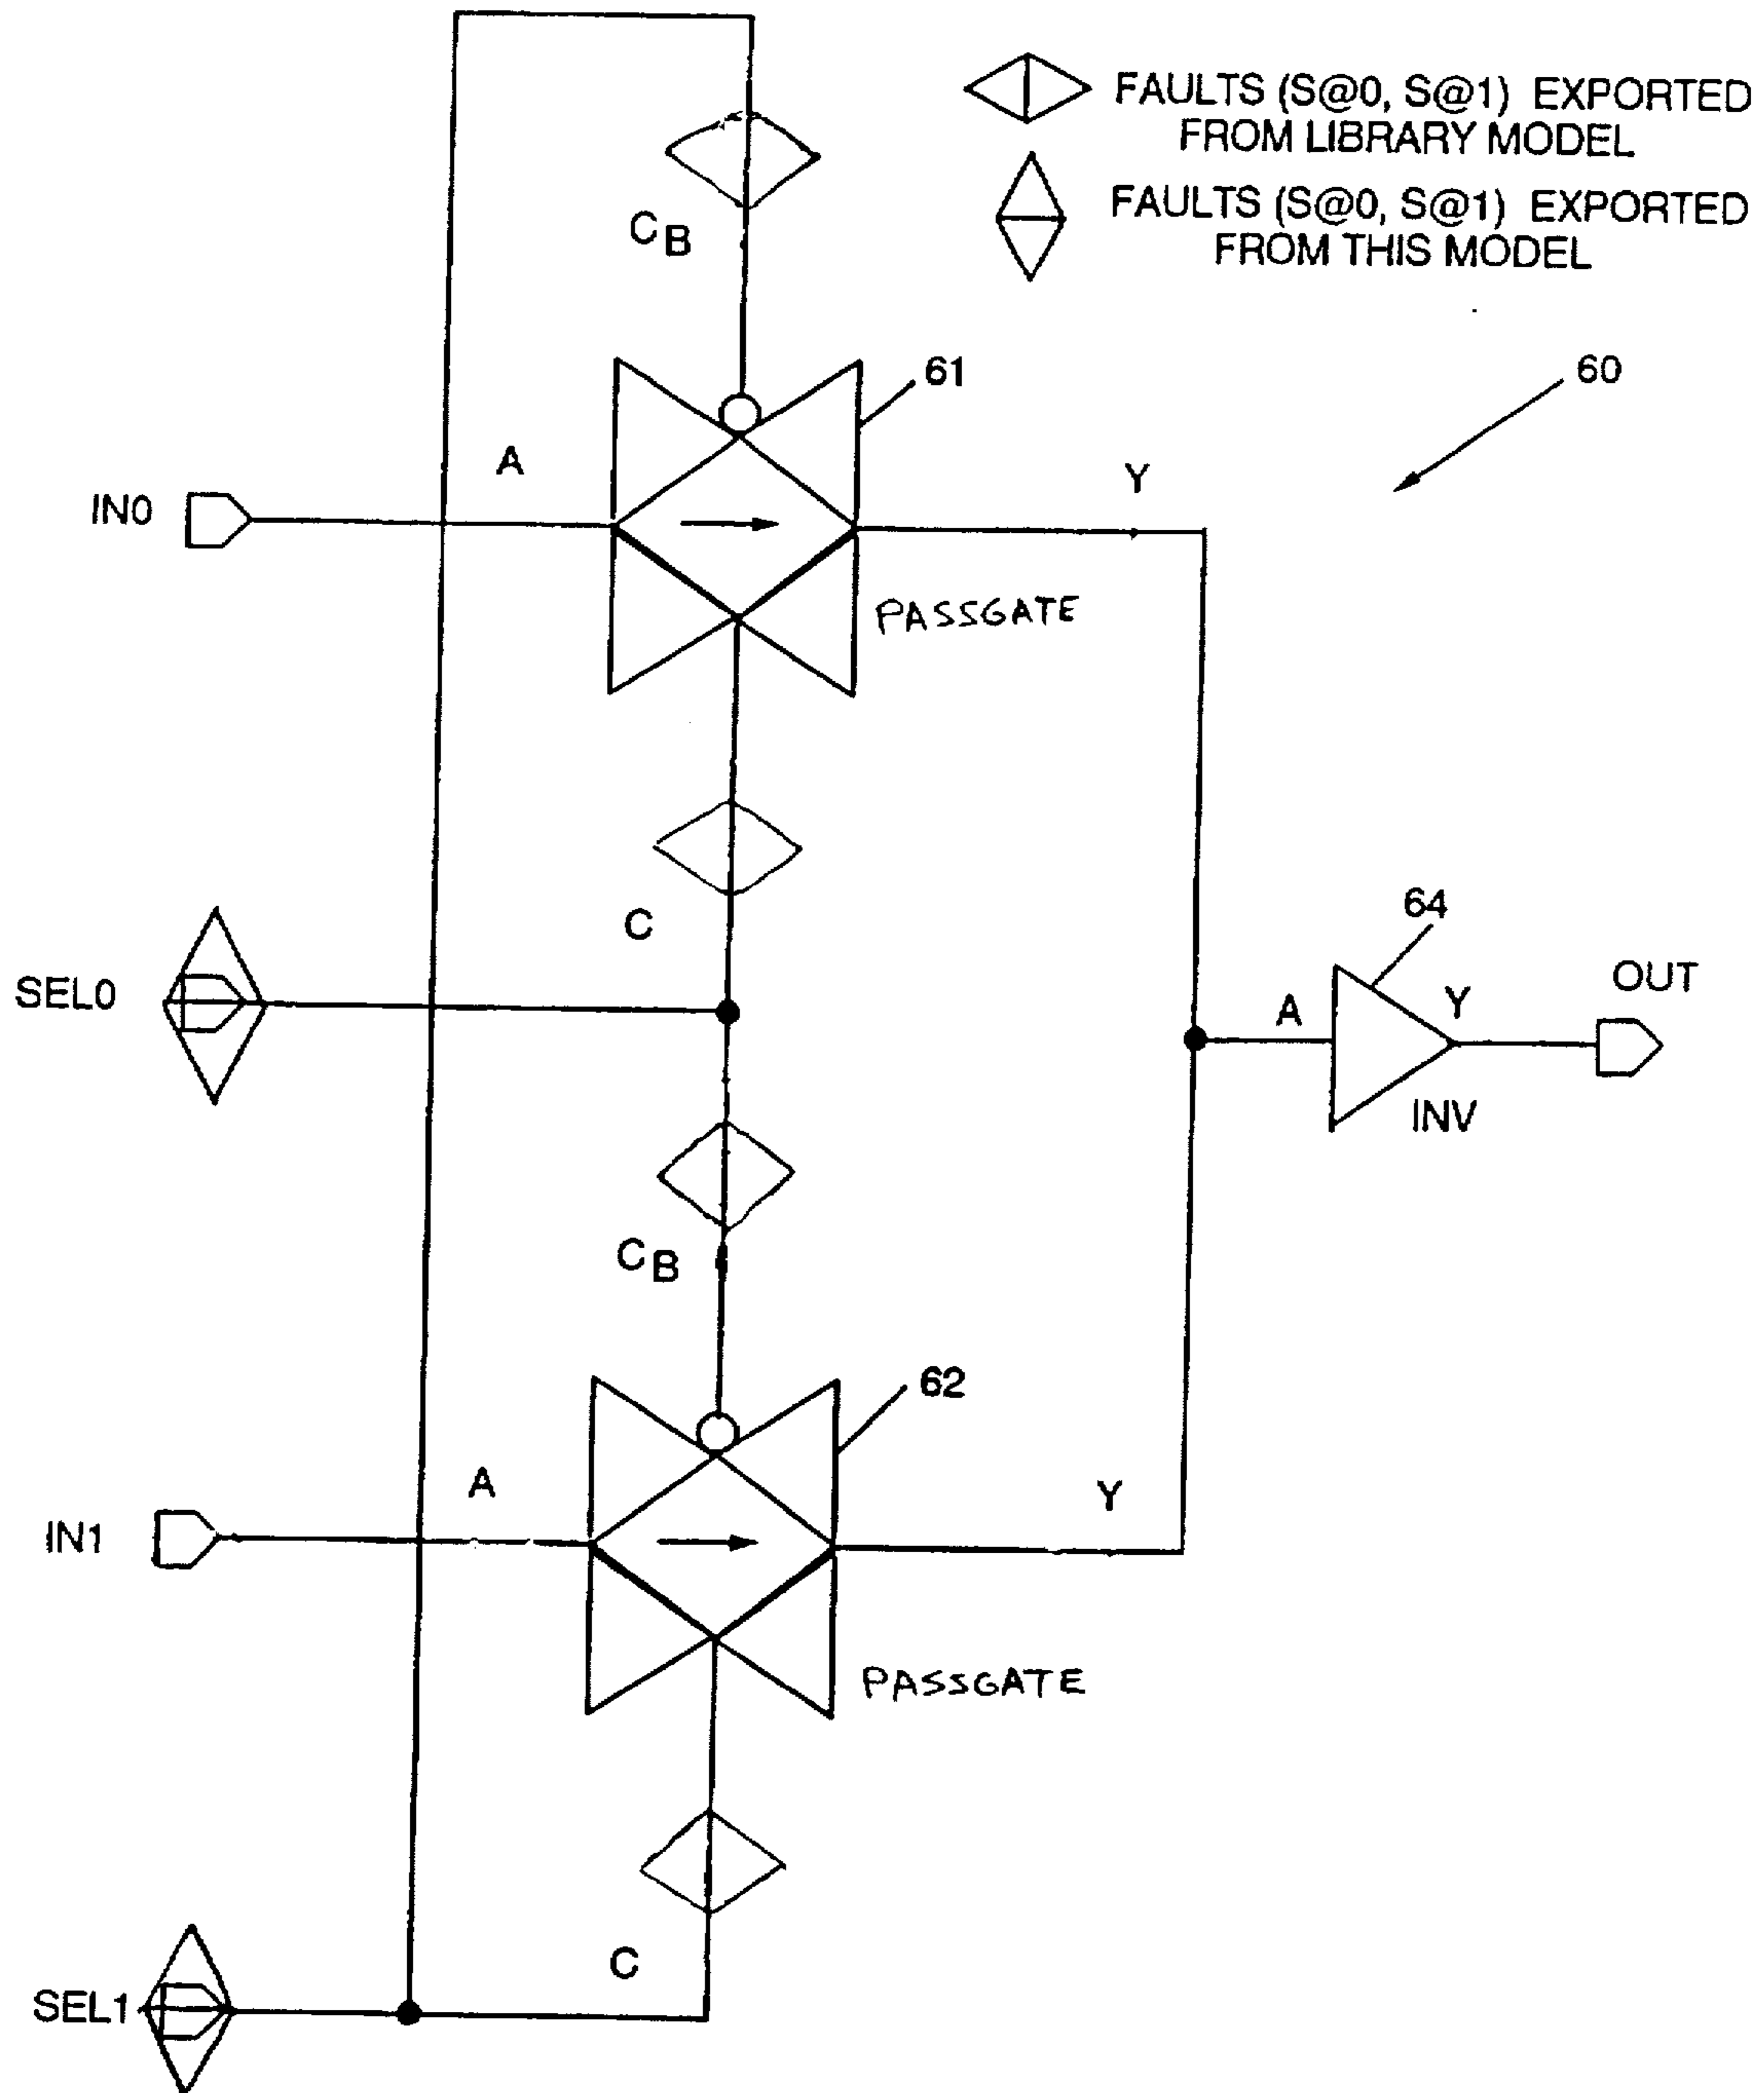 FAULTS (S@0, S@1) EXPORTED
FROM LIBRARY MODEL
FAULTS (S@0, S@1) EXPORTED
FROM THIS MODEL
CB
61
60
A
Y
IN0
PASSGATE
64
C
SEL0
OUT
A
Y
INV
CB
62
A
Y
IN1
PASSGATE
C
SEL1